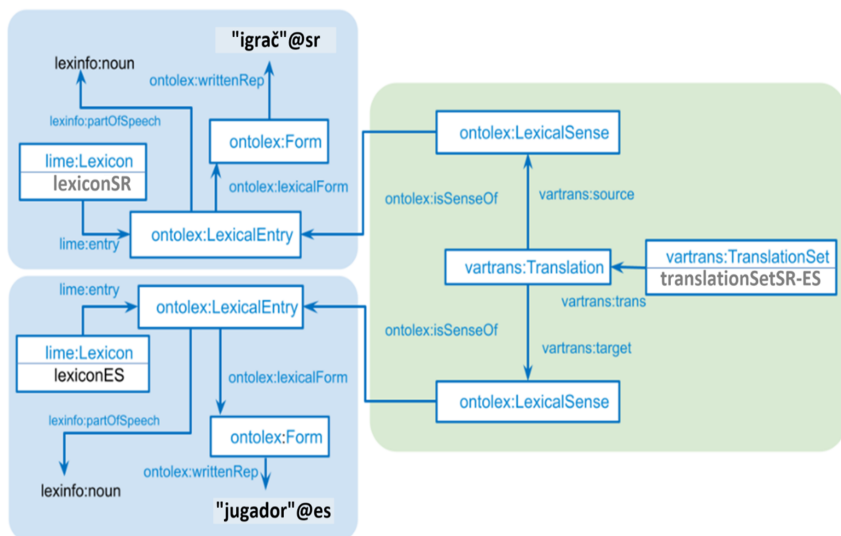 "igrač"@sr
lexinfo:noun
ontolex:writtenRep
lexinfo:partOfSpeech
ontolex:Form
lime:Lexicon
lexiconSR
ontolex:lexicalForm
lime:entry
ontolex:LexicalEntry
ontolex:LexicalSense
ontolex:isSenseOf
vartrans:source
vartrans:Translation
vartrans:TranslationSet
translationSetSR-ES
vartrans:trans
ontolex:isSenseOf
vartrans:target
ontolex:LexicalSense
lime:entry
ontolex:LexicalEntry
lime:Lexicon
lexiconES
ontolex:lexicalForm
lexinfo:partOfSpeech
ontolex:Form
ontolex:writtenRep
lexinfo:noun
"jugador"@es